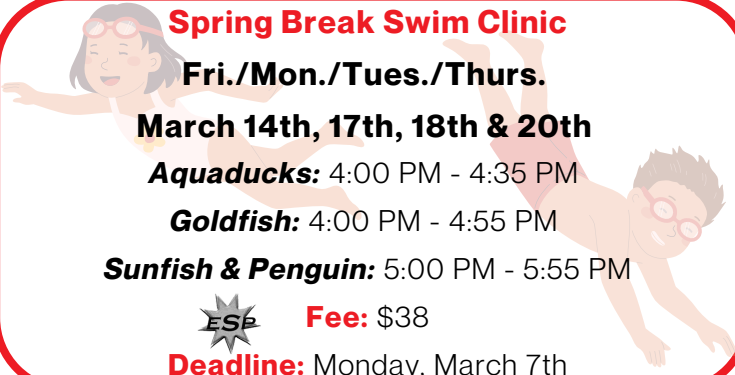 Spring Break Swim Clinic
Fri./Mon./Tues./Thurs.
March 14th, 17th, 18th & 20th
Aquaducks: 4:00 PM - 4:35 PM
Goldfish: 4:00 PM - 4:55 PM
Sunfish & Penguin: 5:00 PM - 5:55 PM
ESP Fee: $38
Deadline: Monday, March 7th